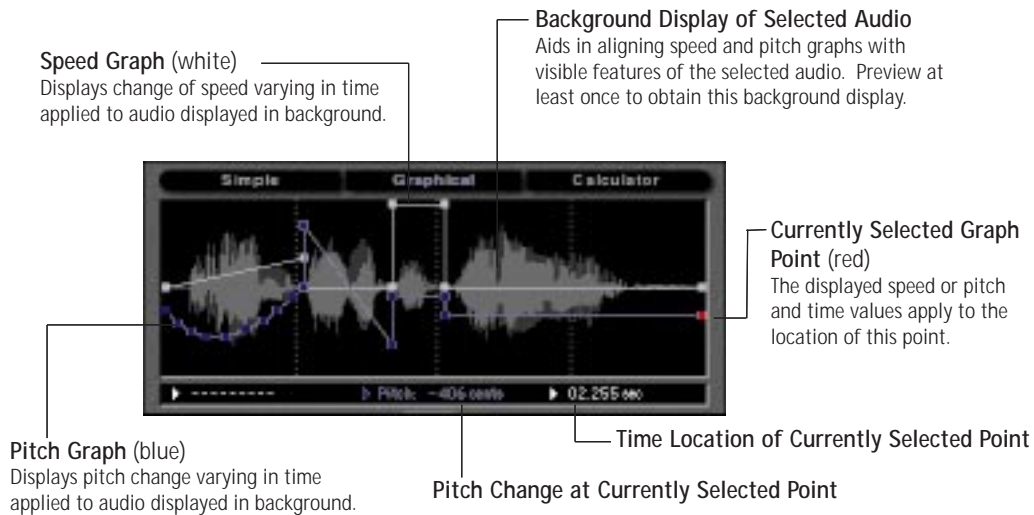 Background Display of Selected Audio
Aids in aligning speed and pitch graphs with
visible features of the selected audio.  Preview at
least once to obtain this background display.
Speed Graph (white)
Displays change of speed varying in time
applied to audio displayed in background.
Simple
Graphical
Calculator
Currently Selected Graph
Point (red)
The displayed speed or pitch
and time values apply to the
location of this point.
---------
Pitch: -406 cents
02.255 sec
Time Location of Currently Selected Point
Pitch Graph (blue)
Displays pitch change varying in time
applied to audio displayed in background.
Pitch Change at Currently Selected Point